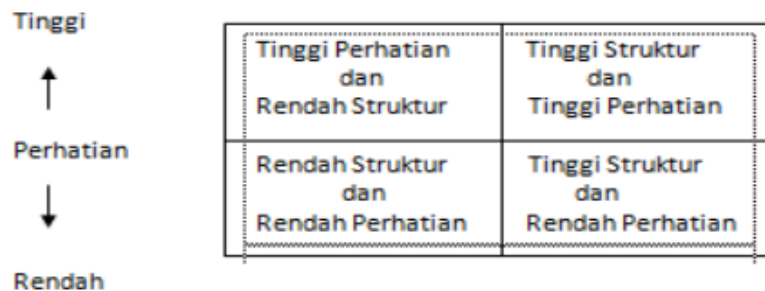 Tinggi
Perhatian
Rendah
Tinggi Perhatian
dan
Rendah Struktur
Tinggi Struktur
dan
Tinggi Perhatian
Rendah Struktur
dan
Rendah Perhatian
Tinggi Struktur
dan
Rendah Perhatian